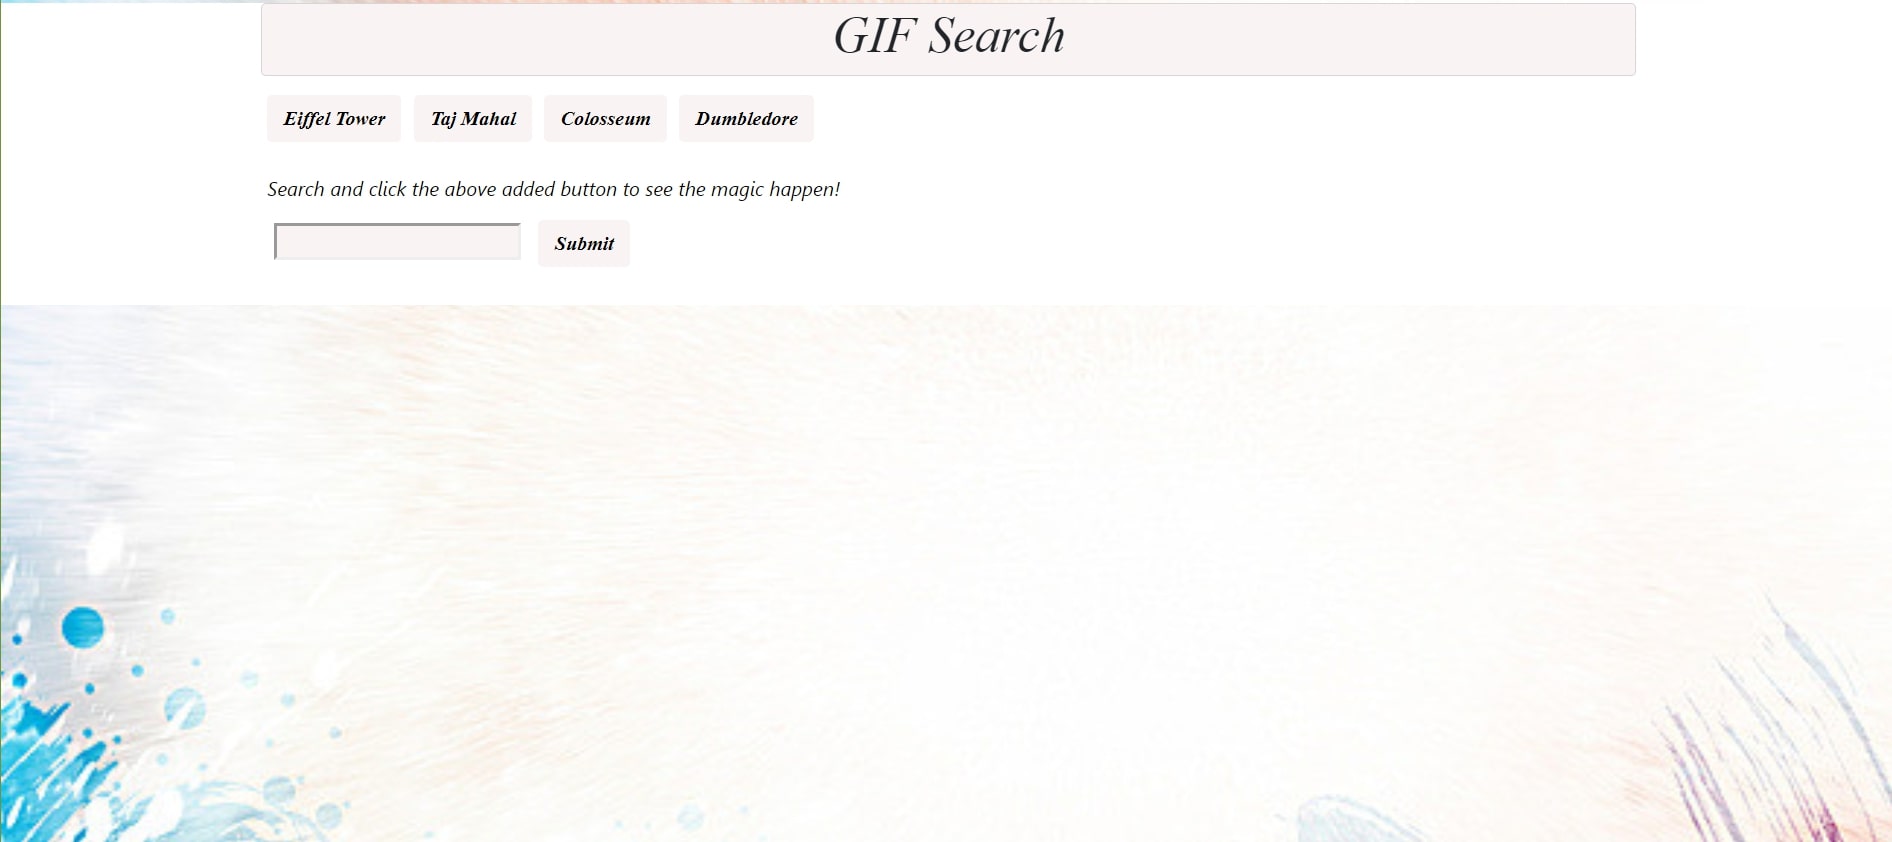 GIF Search
Eiffel Tower Taj Mahal Colosseum Dumbledore
Search and click the above added button to see the magic happen!
Submit